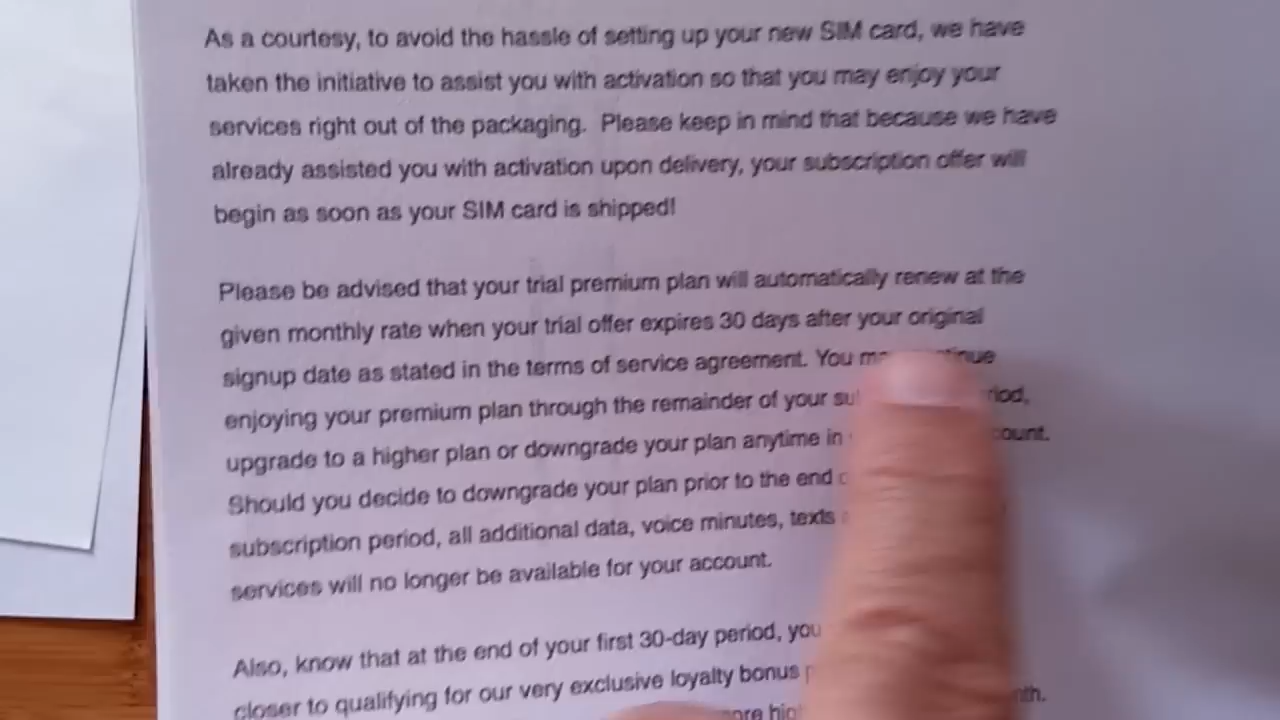 As a courtesy, to avoid the hassle of setting up your new SIM card, we have
taken the initiative to assist you with activation so that you may enjoy your
services right out of the packaging. Please keep in mind that because we have
already assisted you with activation upon delivery, your subscription offer will
begin as soon as your SIM card is shipped!
Please be advised that your trial premium plan will automatically renew at the
given monthly rate when your trial offer expires 30 days after your original
signup date as stated in the terms of service agreement. You
enjoying your premium plan through the remainder of your
upgrade to a higher plan or downgrade your plan anytime in
Should you decide to downgrade your plan prior to the end
subscription period, all additional data, voice minutes, texts
services will no longer be available for your account.
Also, know that at the end of your first 30-day period, you
closer to qualifying for our very exclusive loyalty bonus